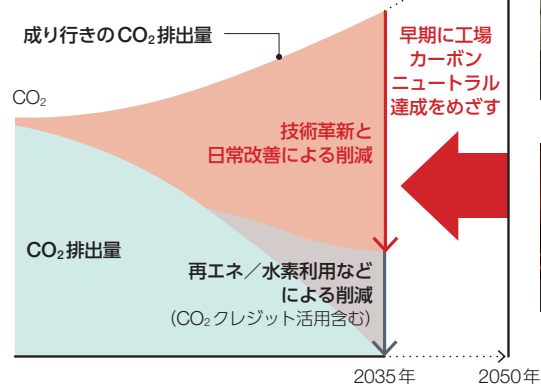 成り行きのCO₂排出量
早期に工場
カーボン
ニュートラル
達成をめざす
CO₂
技術革新と
日常改善による削減
CO₂排出量
再エネ／水素利用など
による削減
（CO₂クレジット活用含む）
2035年
2050年